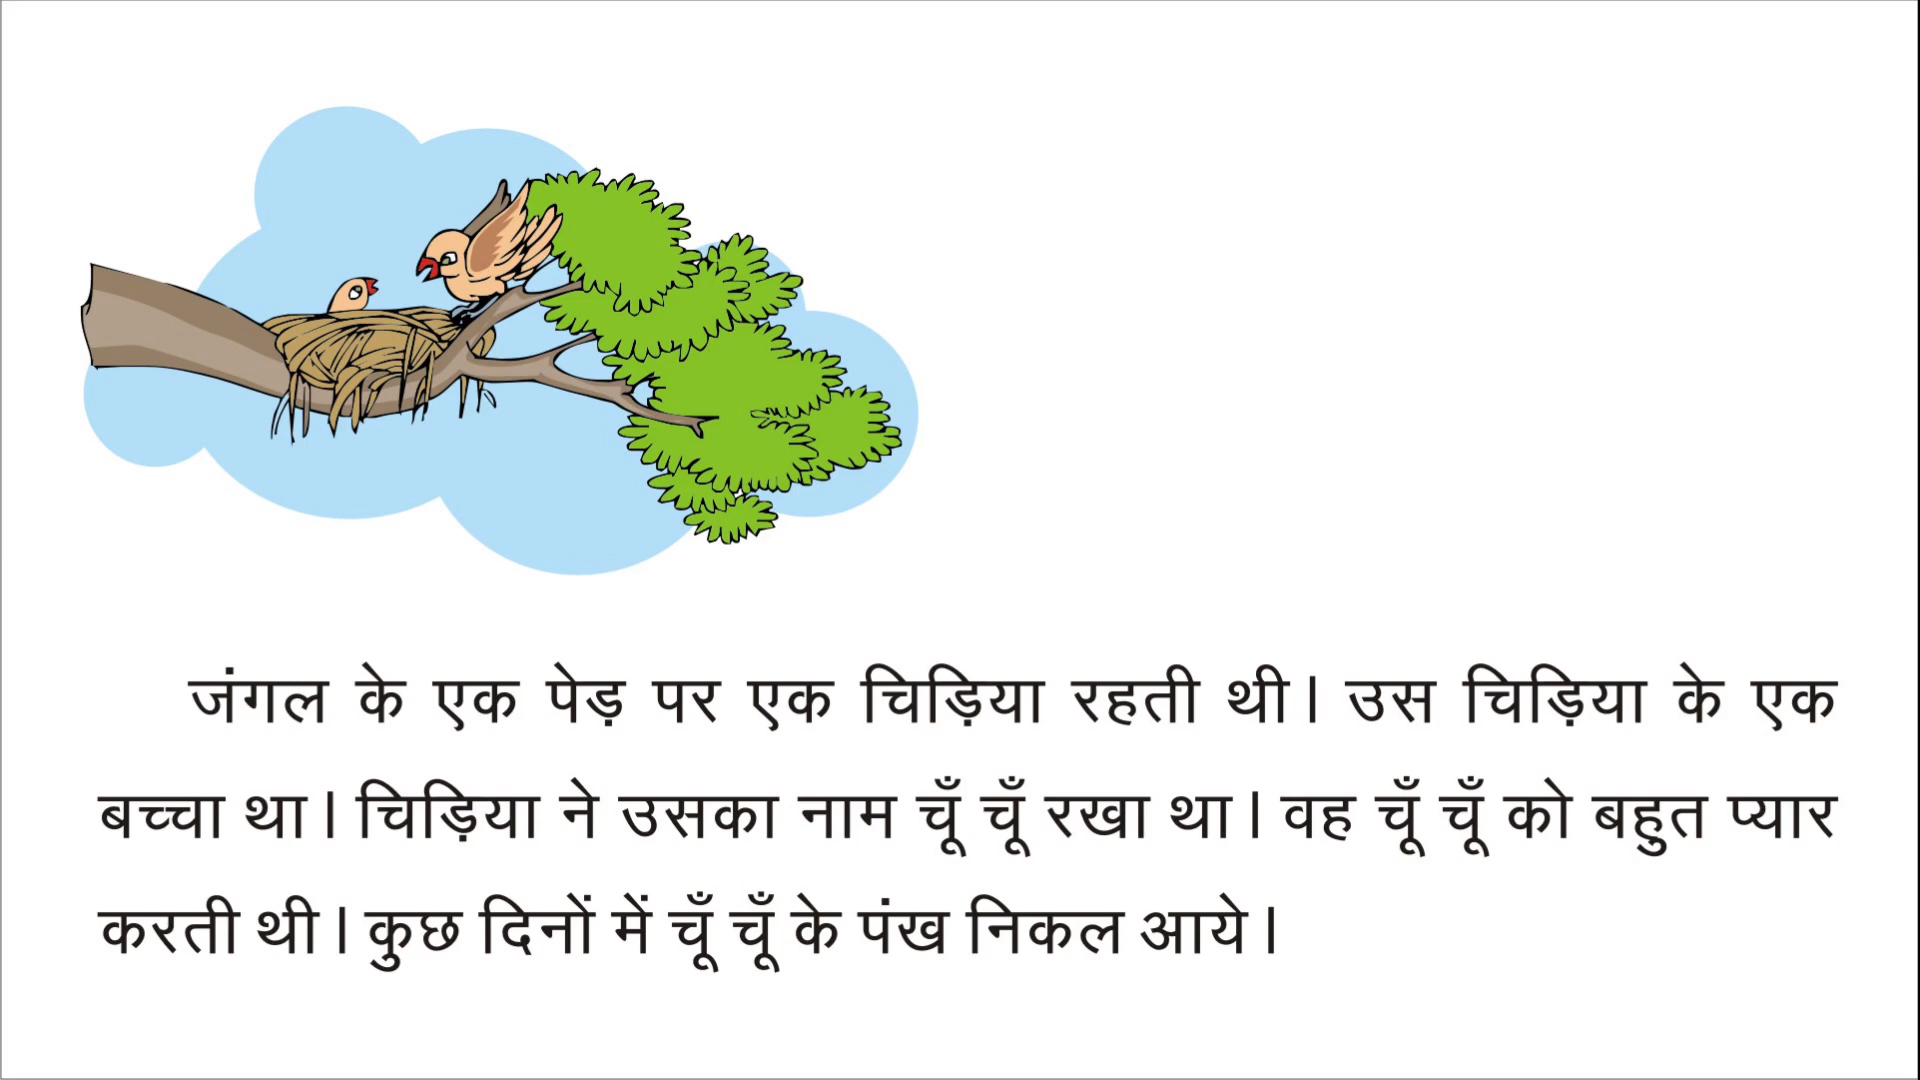 जंगल के एक पेड़ पर एक चिड़िया रहती थी। उस चिड़िया के एक
बच्चा था। चिड़िया ने उसका नाम चूँ चूँ रखा था। वह चूँ चूँ को बहुत प्यार
करती थी। कुछ दिनों में चूँ चूँ के पंख निकल आये।